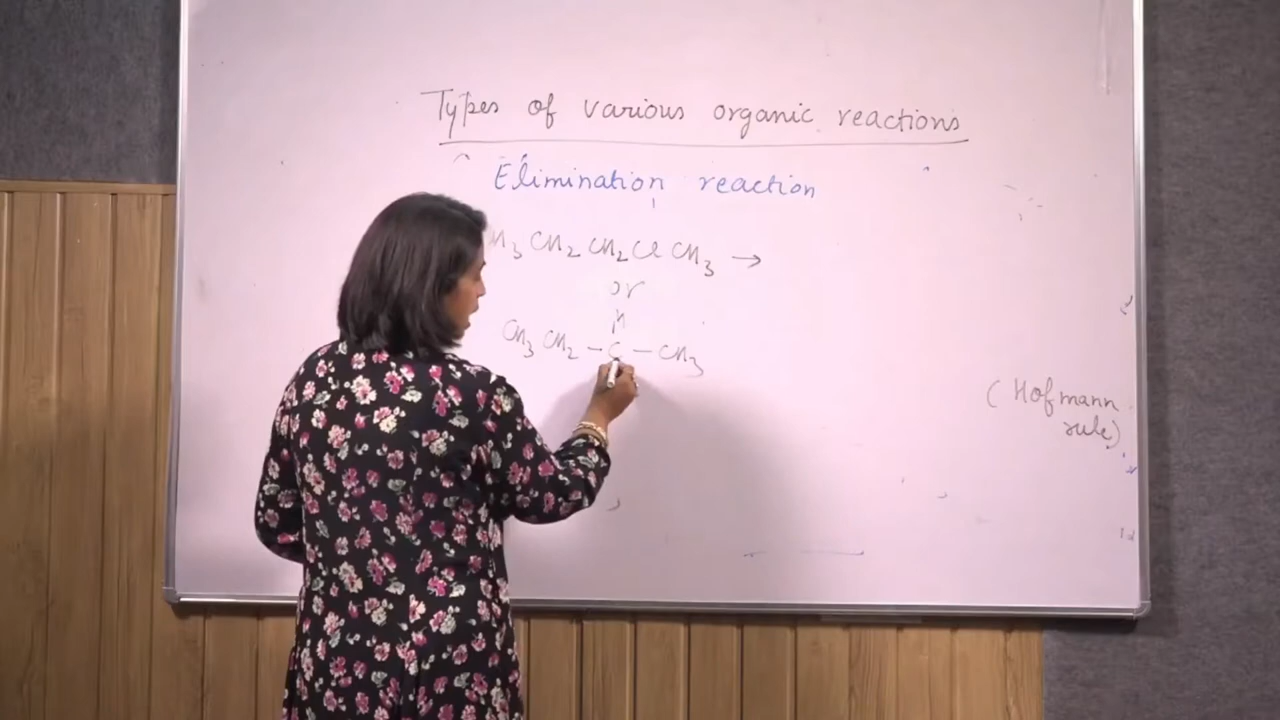 Types of various organic reactions
Elimination reaction
CH3 CH2 CH2 Cl CH3 →
or
H
CH3 CH2 – C – CH3
(Hofmann
rule)